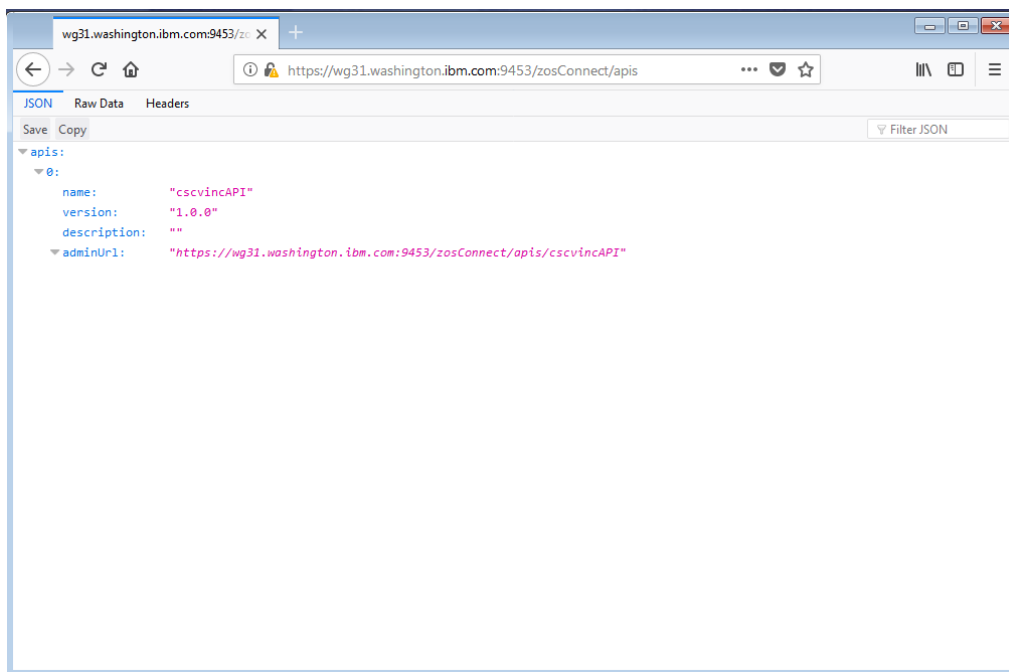 wg31.washington.ibm.com:9453/zc
https://wg31.washington.ibm.com:9453/zosConnect/apis
JSON Raw Data Headers
Save Copy Filter JSON
apis:
0:
name: "cscvincAPI"
version: "1.0.0"
description: ""
adminUrl: "https://wg31.washington.ibm.com:9453/zosConnect/apis/cscvincAPI"